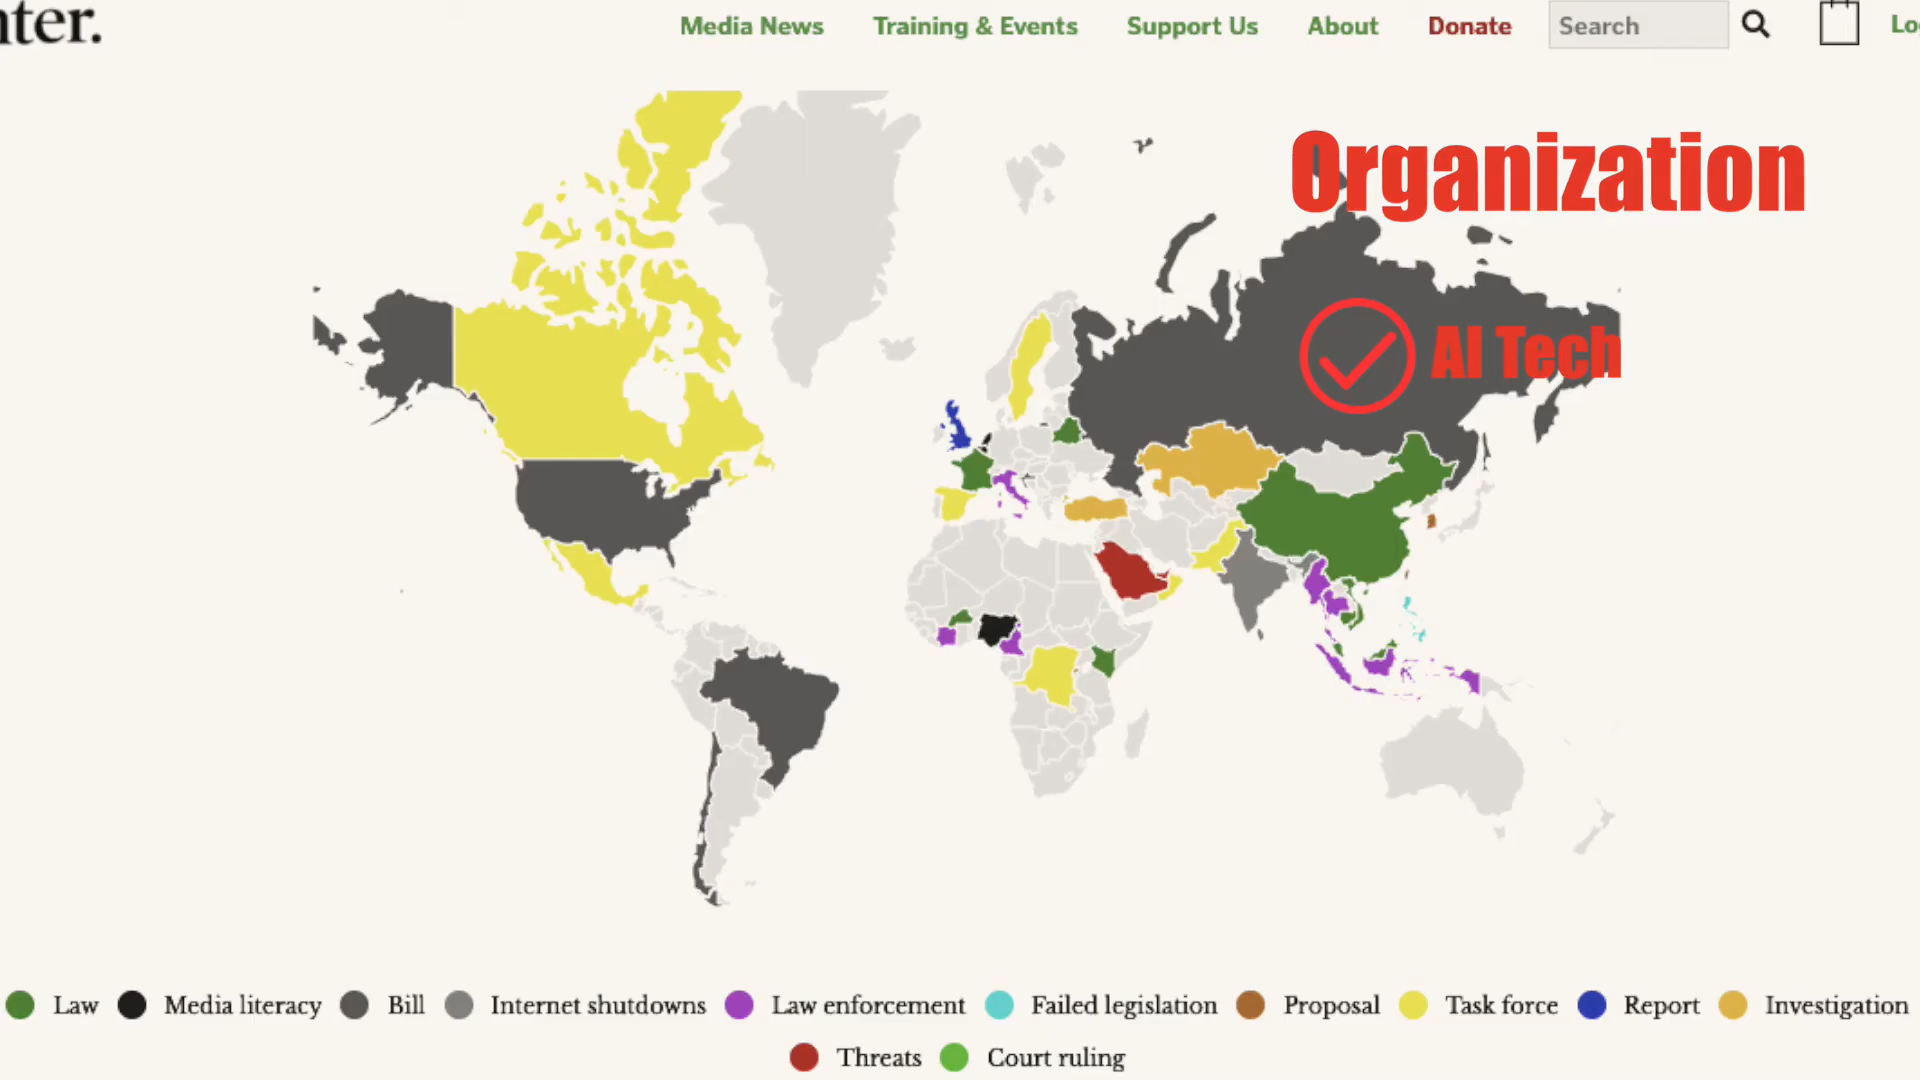 nter.
Media News Training & Events Support Us About Donate Search Lo
Organization
AI Tech
Law Media literacy Bill Internet shutdowns Law enforcement Failed legislation Proposal Task force Report Investigation
Threats Court ruling